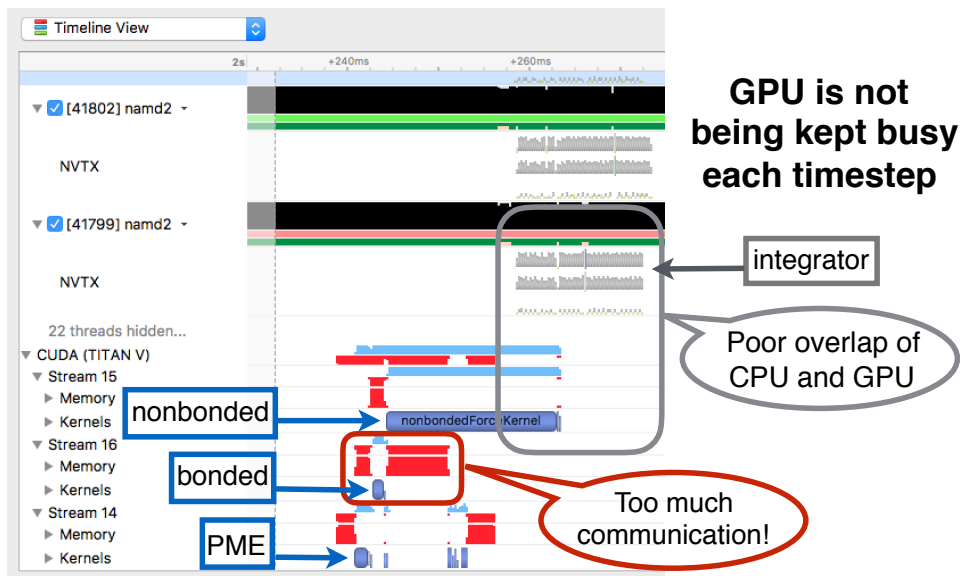 Timeline View
2s
+240ms
+260ms
GPU is not
being kept busy
each timestep
[41802] namd2
NVTX
[41799] namd2
integrator
NVTX
22 threads hidden...
Poor overlap of
CPU and GPU
CUDA (TITAN V)
Stream 15
Memory
nonbonded
Kernels
nonbondedForceKernel
Stream 16
Memory
bonded
Kernels
Too much
communication!
Stream 14
Memory
PME
Kernels